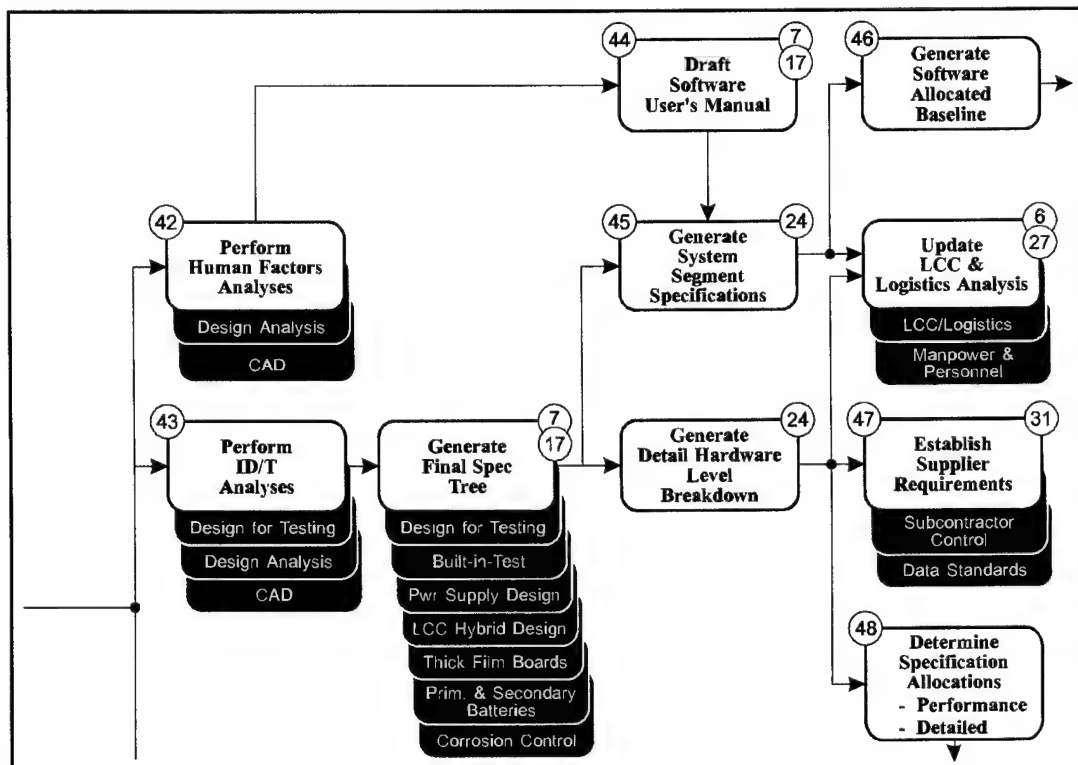 44
7
17
Draft
Software
User's Manual
46
Generate
Software
Allocated
Baseline
42
Perform
Human Factors
Analyses
Design Analysis
CAD
45
24
Generate
System
Segment
Specifications
6
27
Update
LCC &
Logistics Analysis
LCC/Logistics
Manpower &
Personnel
43
Perform
ID/T
Analyses
Design for Testing
Design Analysis
CAD
7
17
Generate
Final Spec
Tree
Design for Testing
Built-in-Test
Pwr Supply Design
LCC Hybrid Design
Thick Film Boards
Prim. & Secondary
Batteries
Corrosion Control
24
Generate
Detail Hardware
Level
Breakdown
47
31
Establish
Supplier
Requirements
Subcontractor
Control
Data Standards
48
Determine
Specification
Allocations
- Performance
- Detailed